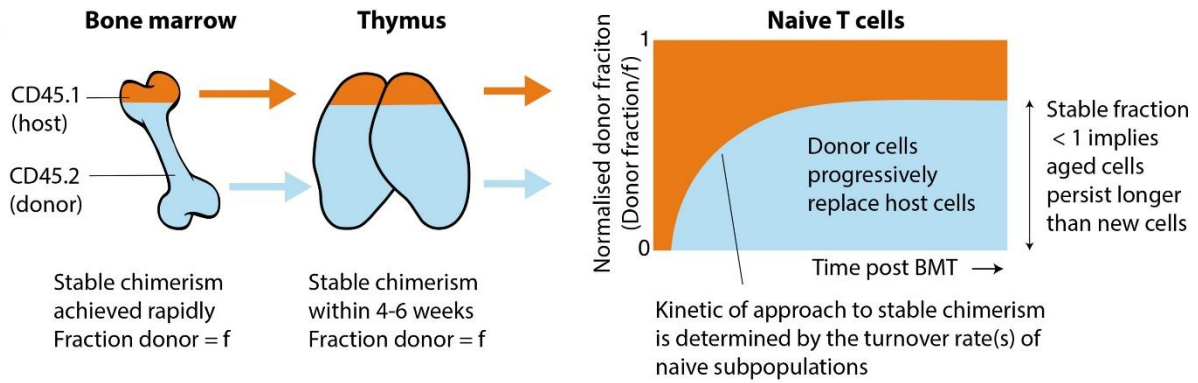 Bone marrow
CD45.1
(host)
CD45.2
(donor)
Stable chimerism
achieved rapidly
Fraction donor = f
Thymus
Stable chimerism
within 4-6 weeks
Fraction donor = f
Naive T cells
Normalised donor fraciton
(Donor fraction/f)
1
0
Donor cells
progressively
replace host cells
Time post BMT →
Stable fraction
< 1 implies
aged cells
persist longer
than new cells
Kinetic of approach to stable chimerism
is determined by the turnover rate(s) of
naive subpopulations